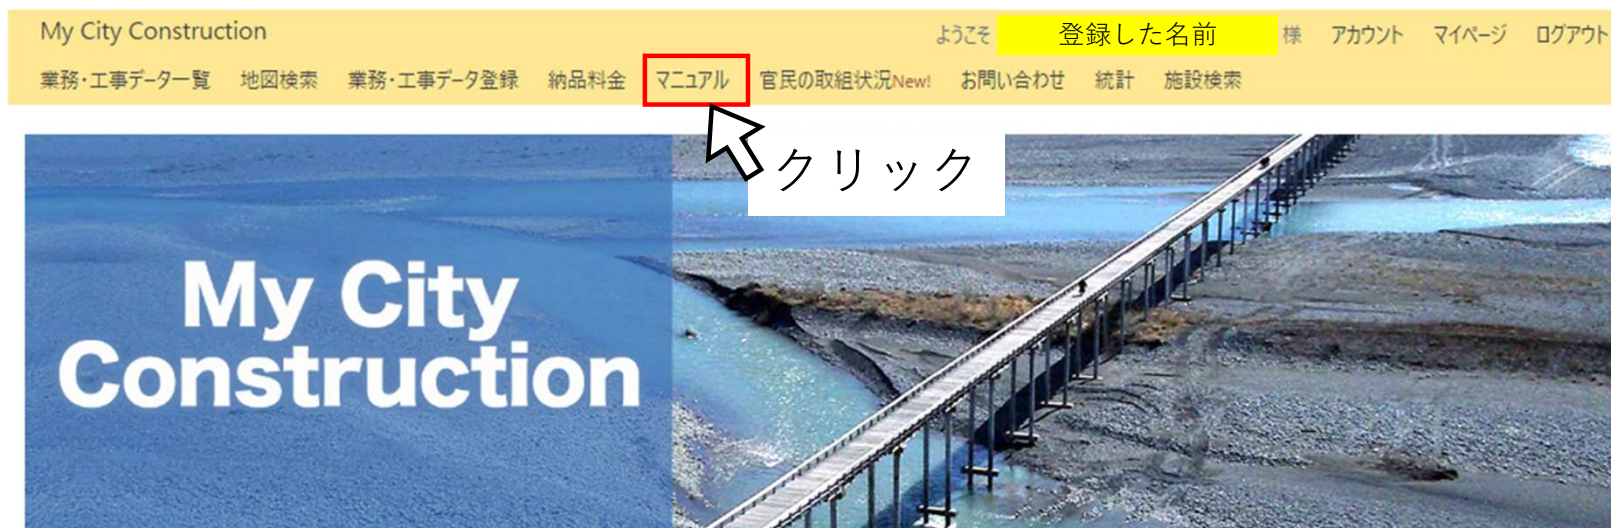 My City Construction
ようこそ 登録した名前 様 アカウント マイページ ログアウト
業務・工事データ一覧 地図検索 業務・工事データ登録 納品料金 マニュアル 官民の取組状況New! お問い合わせ 統計 施設検索
クリック
My City
Construction